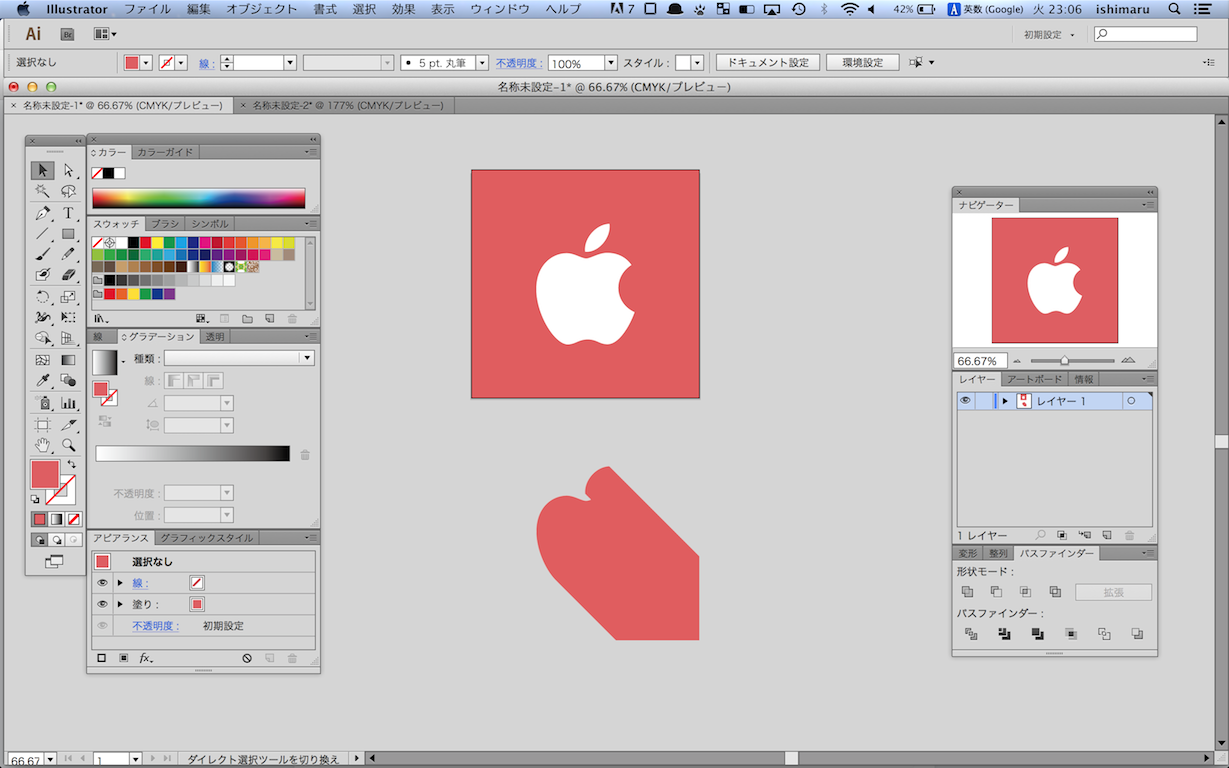 Illustrator ファイル 編集 オブジェクト 書式 選択 効果 表示 ウィンドウ ヘルプ 7 42% A 英数 (Google) 火 23:06 ishimaru
Ai Br 初期設定
選択なし 線 : 5 pt. 丸筆 不透明度 : 100% スタイル : ドキュメント設定 環境設定
名称未設定-1* @ 66.67% (CMYK/プレビュー)
× 名称未設定-1* @ 66.67% (CMYK/プレビュー) × 名称未設定-2* @ 177% (CMYK/プレビュー)
カラー カラーガイド
スウォッチ ブラシ シンボル
線 グラデーション 透明
種類 :
線 :
不透明度 :
位置 :
アピアランス グラフィックスタイル
選択なし
線 :
塗り :
不透明度 : 初期設定
fx.
T
ナビゲーター
66.67%
レイヤー アートボード 情報
レイヤー 1
1 レイヤー
変形 整列 パスファインダー
形状モード :
拡張
パスファインダー :
66.67 1 ダイレクト選択ツールを切り換え